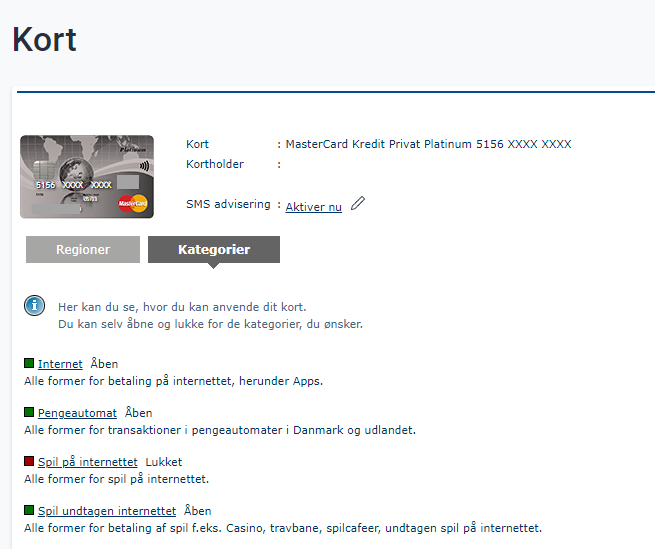 Kort
Platinum
5156 XXXX XXXX
MasterCard
Kort : MasterCard Kredit Privat Platinum 5156 XXXX XXXX
Kortholder :
SMS advisering : Aktiver nu
Regioner Kategorier
Her kan du se, hvor du kan anvende dit kort.
Du kan selv åbne og lukke for de kategorier, du ønsker.
Internet Åben
Alle former for betaling på internettet, herunder Apps.
Pengeautomat Åben
Alle former for transaktioner i pengeautomater i Danmark og udlandet.
Spil på internettet Lukket
Alle former for spil på internettet.
Spil undtagen internettet Åben
Alle former for betaling af spil f.eks. Casino, travbane, spilcafeer, undtagen spil på internettet.